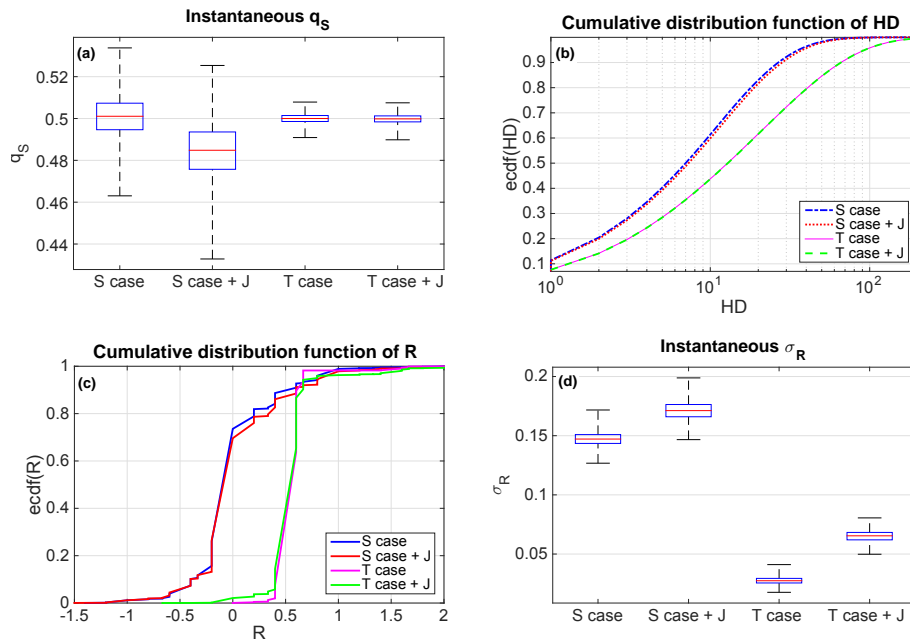 Instantaneous q_S
(a)
0.52
0.5
0.48
0.46
0.44
q_S
S case
S case + J
T case
T case + J
Cumulative distribution function of HD
(b)
0.9
0.8
0.7
0.6
0.5
0.4
0.3
0.2
0.1
ecdf(HD)
10^0
10^1
10^2
HD
S case
S case + J
T case
T case + J
Cumulative distribution function of R
(c)
1
0.8
0.6
0.4
0.2
0
ecdf(R)
-1.5
-1
-0.5
0
0.5
1
1.5
2
R
S case
S case + J
T case
T case + J
Instantaneous σ_R
(d)
0.2
0.15
0.1
0.05
σ_R
S case
S case + J
T case
T case + J